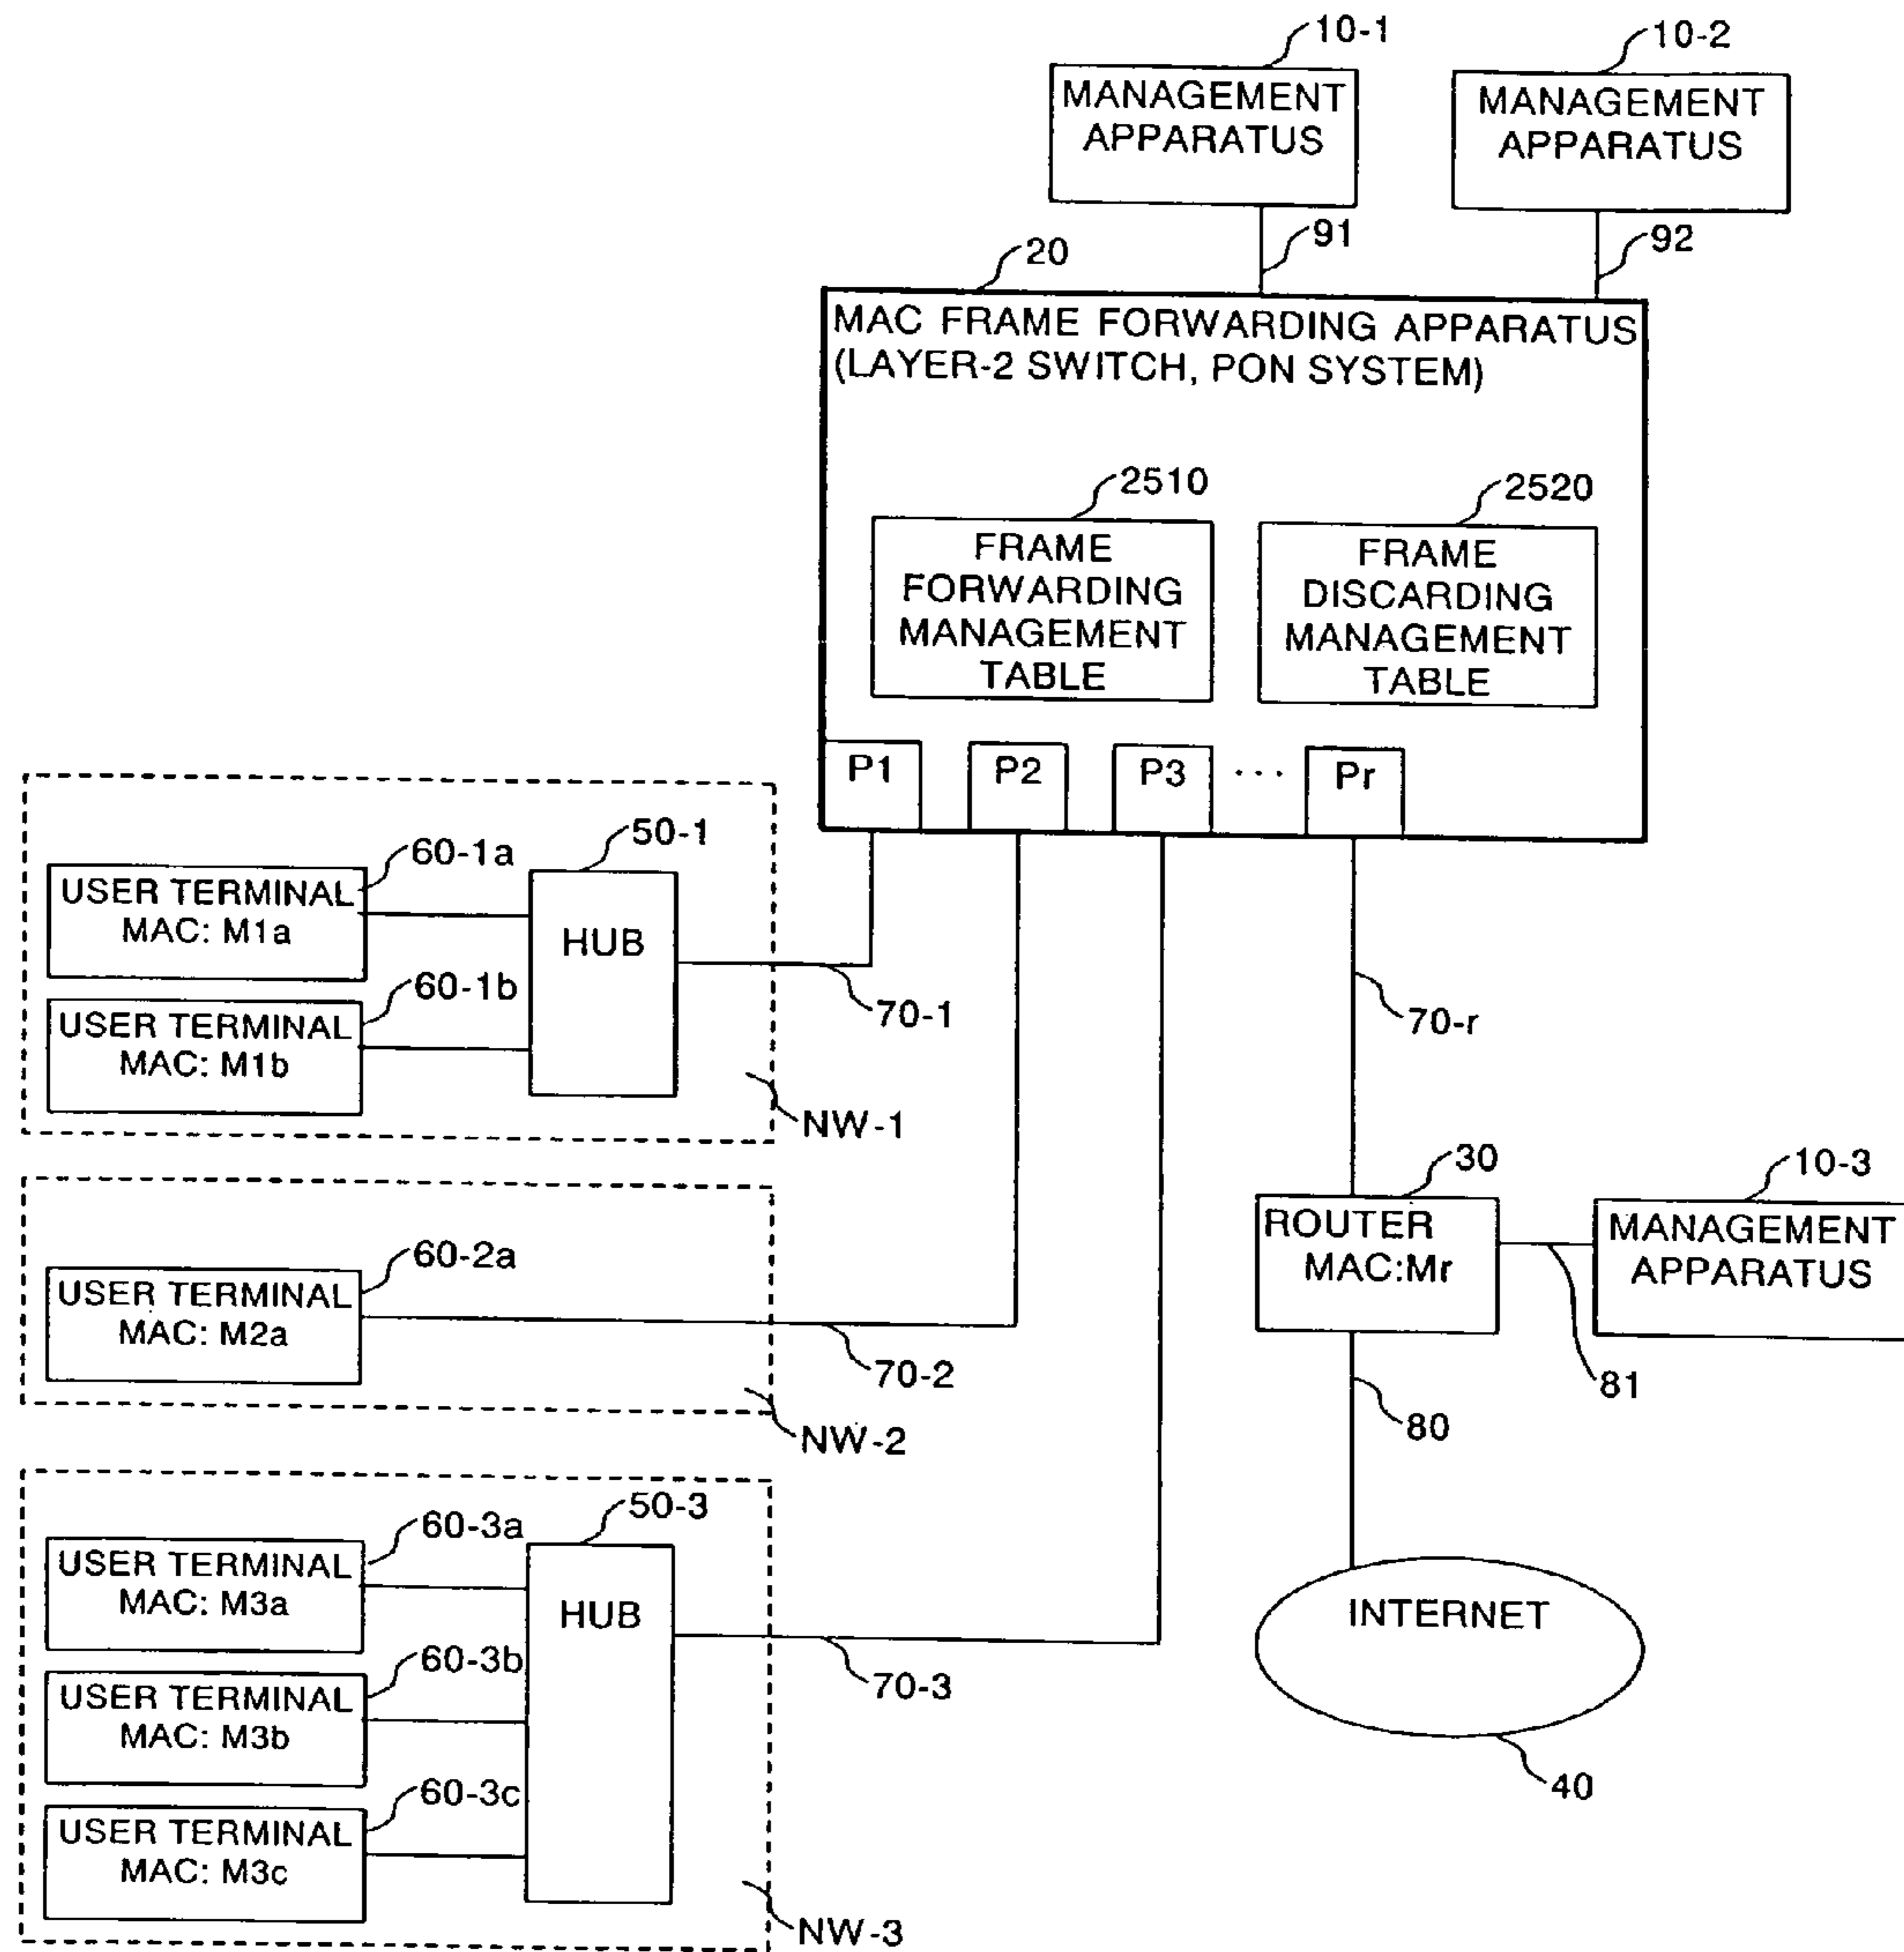 10-1
10-2
MANAGEMENT
APPARATUS
MANAGEMENT
APPARATUS
91
92
20
MAC FRAME FORWARDING APPARATUS
(LAYER-2 SWITCH, PON SYSTEM)
2510
2520
FRAME
FORWARDING
MANAGEMENT
TABLE
FRAME
DISCARDING
MANAGEMENT
TABLE
P1
P2
P3
...
Pr
60-1a
50-1
USER TERMINAL
MAC: M1a
HUB
60-1b
USER TERMINAL
MAC: M1b
70-1
70-r
NW-1
30
10-3
ROUTER
MAC:Mr
MANAGEMENT
APPARATUS
60-2a
USER TERMINAL
MAC: M2a
70-2
81
80
NW-2
60-3a
50-3
USER TERMINAL
MAC: M3a
HUB
INTERNET
60-3b
USER TERMINAL
MAC: M3b
70-3
40
60-3c
USER TERMINAL
MAC: M3c
NW-3